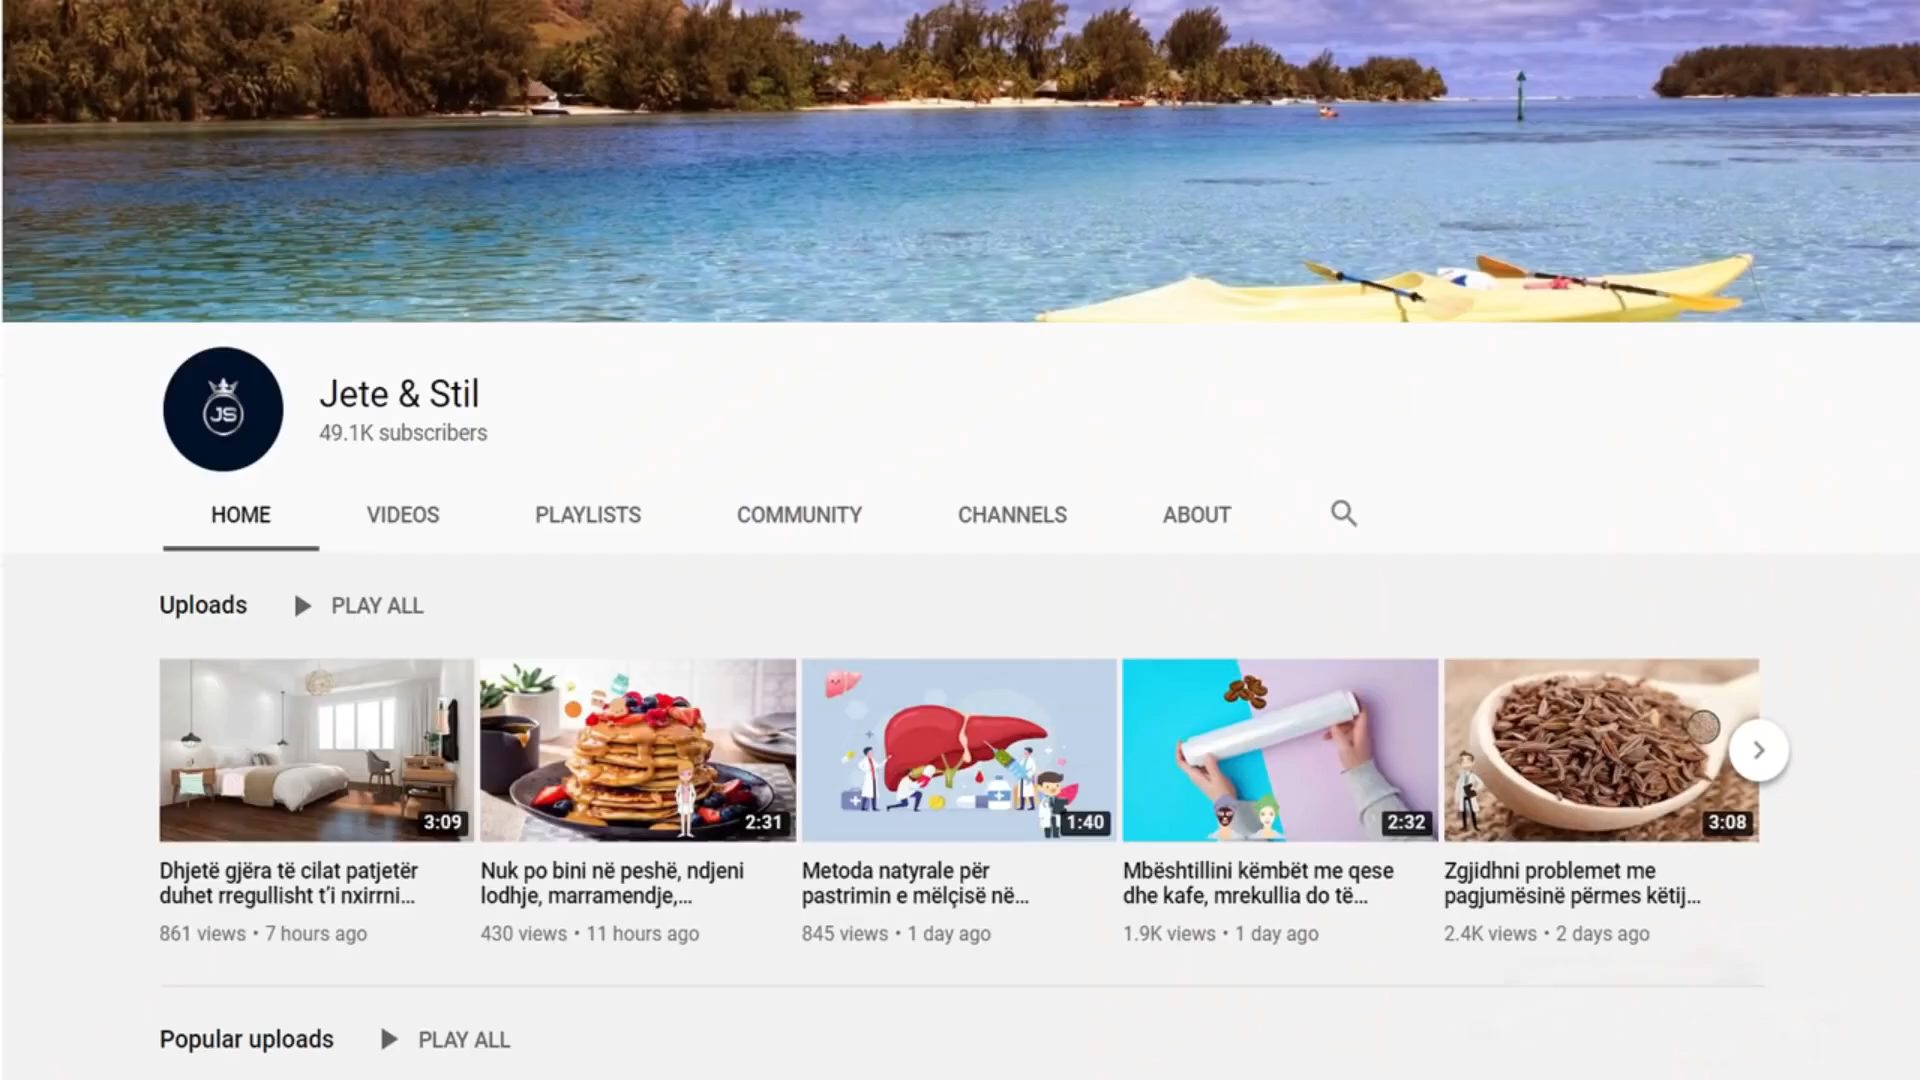 JS
Jete & Stil
49.1K subscribers
HOME VIDEOS PLAYLISTS COMMUNITY CHANNELS ABOUT
Uploads PLAY ALL
3:09 2:31 1:40 2:32 3:08
Dhjetë gjëra të cilat patjetër
duhet rregullisht t'i nxirrni...
861 views • 7 hours ago
Nuk po bini në peshë, ndjeni
lodhje, marramendje,...
430 views • 11 hours ago
Metoda natyrale për
pastrimin e mëlçisë në...
845 views • 1 day ago
Mbështillini këmbët me qese
dhe kafe, mrekullia do të...
1.9K views • 1 day ago
Zgjidhni problemet me
pagjumësinë përmes këtij...
2.4K views • 2 days ago
Popular uploads PLAY ALL